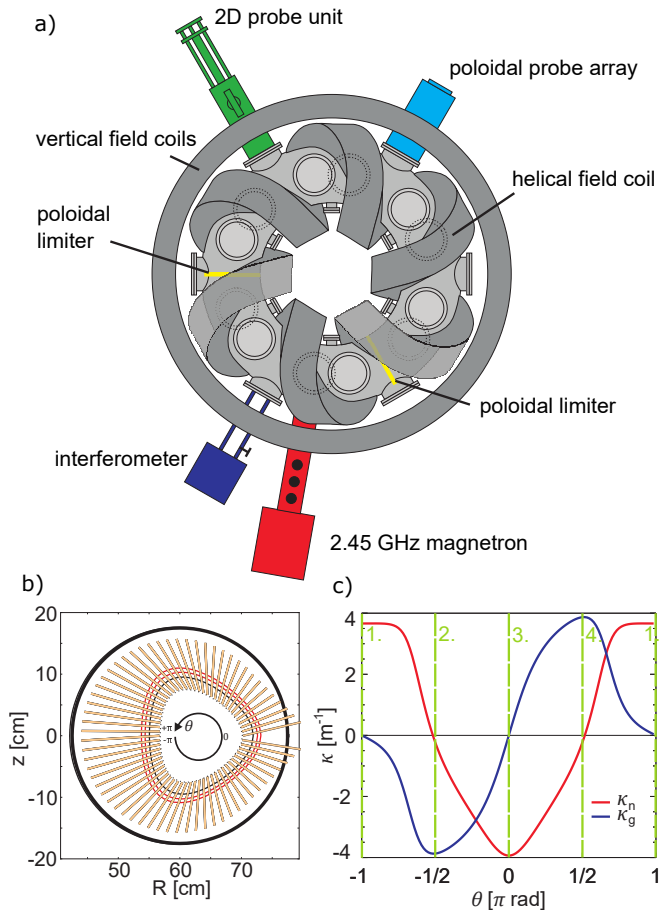 a)
2D probe unit
poloidal probe array
vertical field coils
helical field coil
poloidal
limiter
poloidal limiter
interferometer
2.45 GHz magnetron
b)
20
10
0
-10
-20
z [cm]
50
60
70
R [cm]
+π
-π
θ
0
c)
4
2
0
-2
-4
κ [m⁻¹]
1.
2.
3.
4.
1
κn
κg
-1
-1/2
0
1/2
1
θ [π rad]